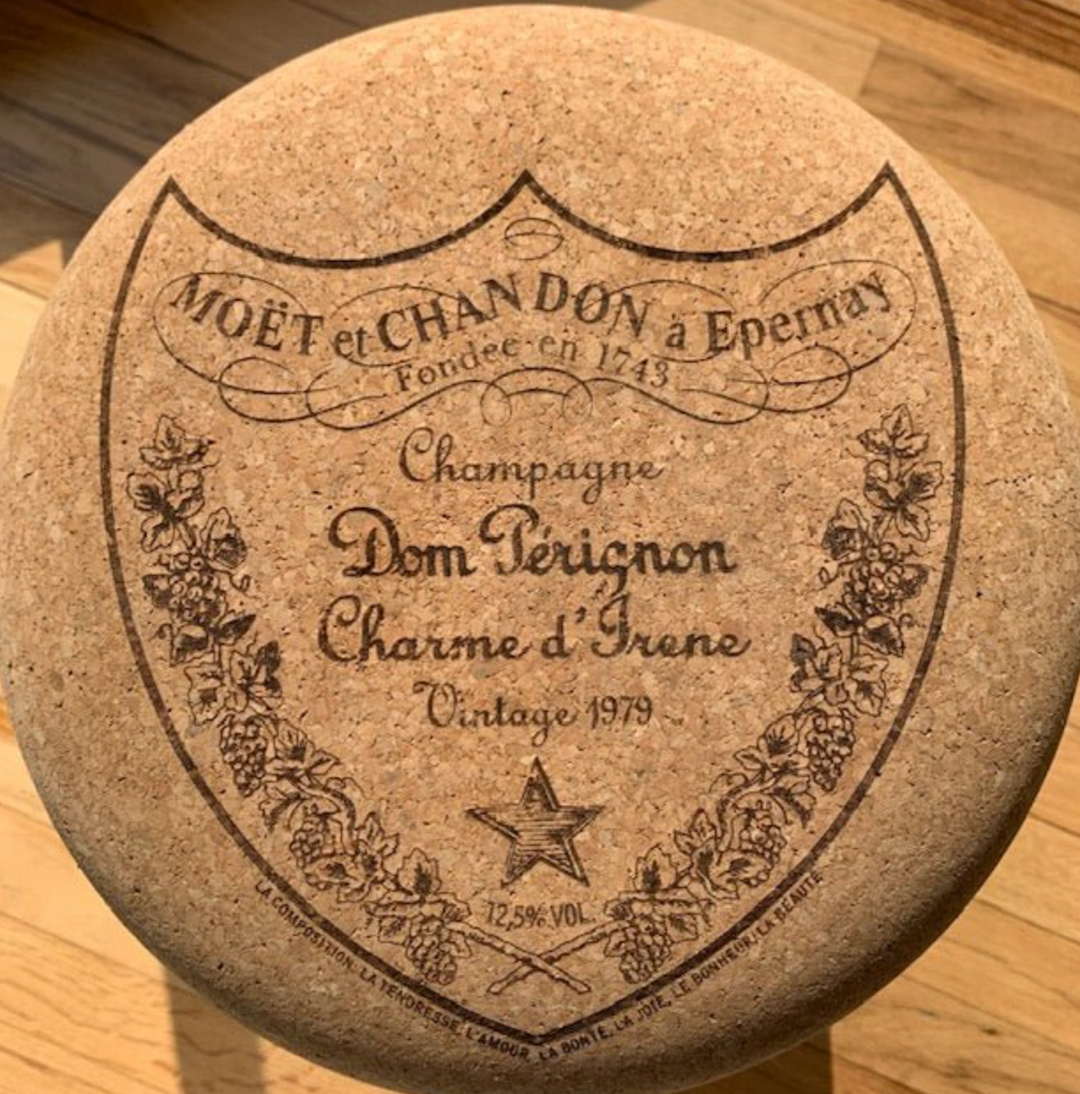 MOËT et CHANDON à Epernay
Fondee en 1743
Champagne
Dom Pérignon
Charme d'Irene
Vintage 1979
12,5% VOL.
LA COMPOSITION, LA TENDRESSE, L'AMOUR, LA BONTE, LA JOIE, LE BONHEUR, LA BEAUTÉ